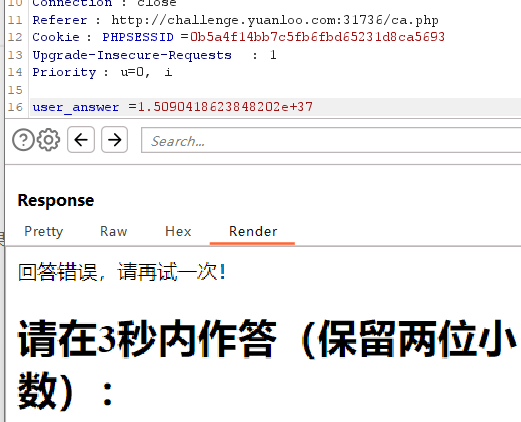 10 Connection : close
11 Referer : http://challenge.yuanloo.com:31736/ca.php
12 Cookie : PHPSESSID =0b5a4f14bb7c5fb6fbd65231d8ca5693
13 Upgrade-Insecure-Requests : 1
14 Priority : u=0, i
15
16 user_answer =1.5090418623848202e+37
Search...
Response
Pretty Raw Hex Render
回答错误，请再试一次！
请在3秒内作答（保留两位小
数）：